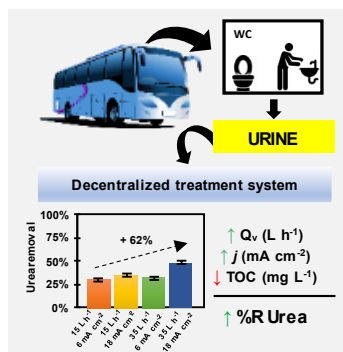 WC
URINE
Decentralized treatment system
Urea removal
100%
75%
50%
25%
0%
+ 62%
15 L h⁻¹
6 mA cm⁻²
15 L h⁻¹
18 mA cm⁻²
35 L h⁻¹
6 mA cm⁻²
35 L h⁻¹
18 mA cm⁻²
↑ Qᵥ (L h⁻¹)
↑ j (mA cm⁻²)
↓ TOC (mg L⁻¹)
↑ %R Urea